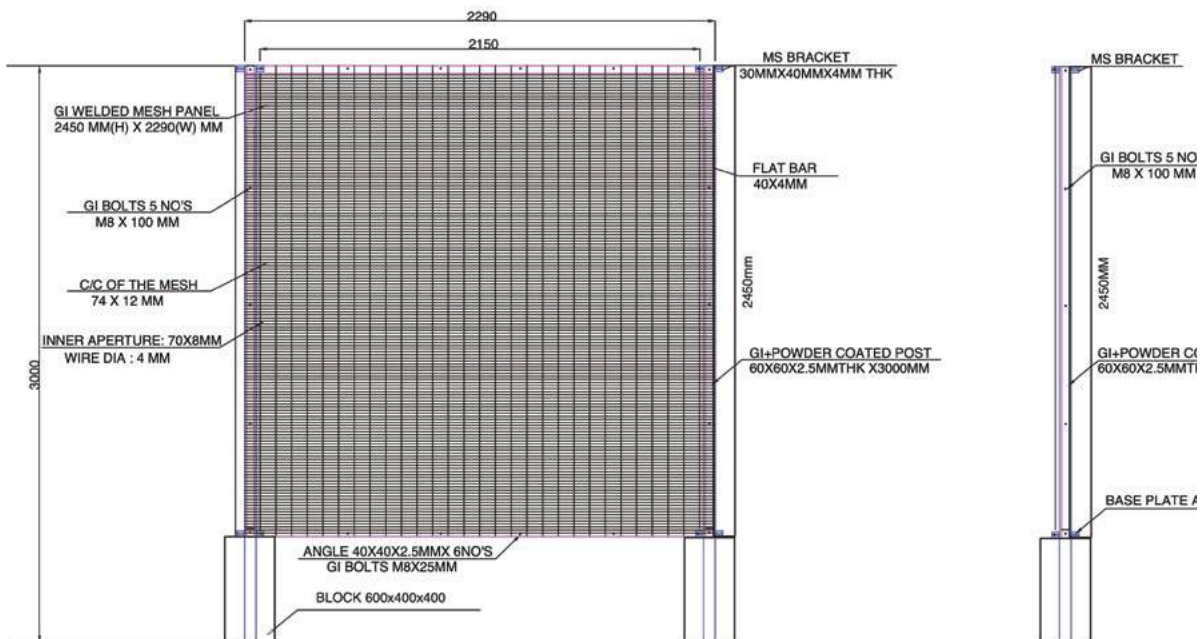 2290
2150
MS BRACKET
30MMX40MMX4MM THK
MS BRACKET
GI WELDED MESH PANEL
2450 MM(H) X 2290(W) MM
FLAT BAR
40X4MM
GI BOLTS 5 NO
M8 X 100 MM
GI BOLTS 5 NO'S
M8 X 100 MM
C/C OF THE MESH
74 X 12 MM
2450mm
2450MM
INNER APERTURE: 70X8MM
WIRE DIA : 4 MM
3000
GI+POWDER COATED POST
60X60X2.5MMTHK X3000MM
GI+POWDER CO
60X60X2.5MMT
BASE PLATE A
ANGLE 40X40X2.5MMX 6NO'S
GI BOLTS M8X25MM
BLOCK 600x400x400